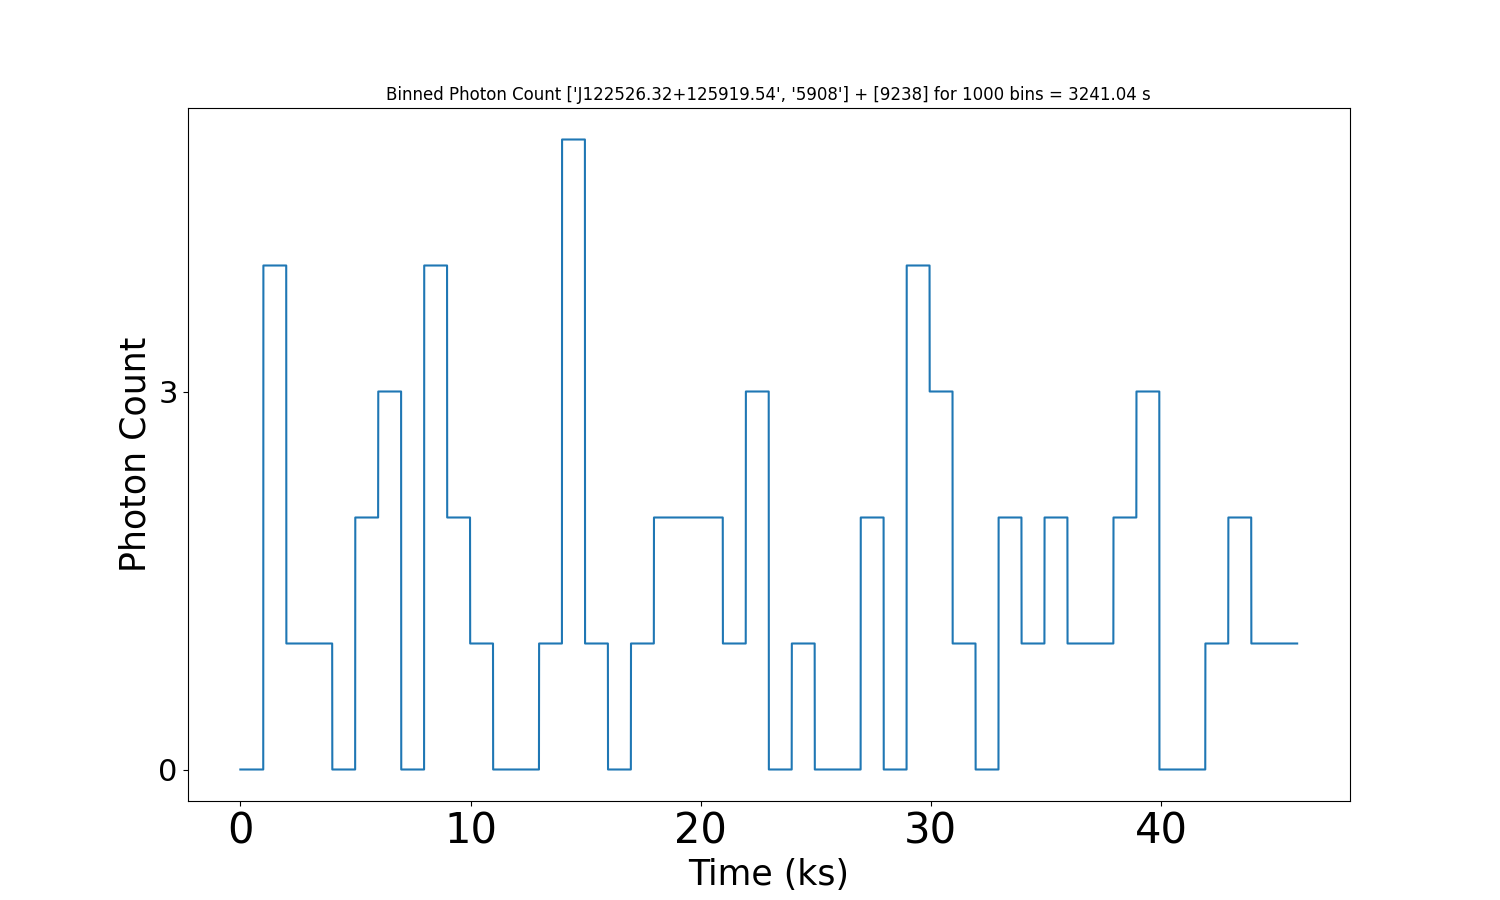 Binned Photon Count ['J122526.32+125919.54', '5908'] + [9238] for 1000 bins = 3241.04 s
Photon Count
3
0
0 10 20 30 40
Time (ks)